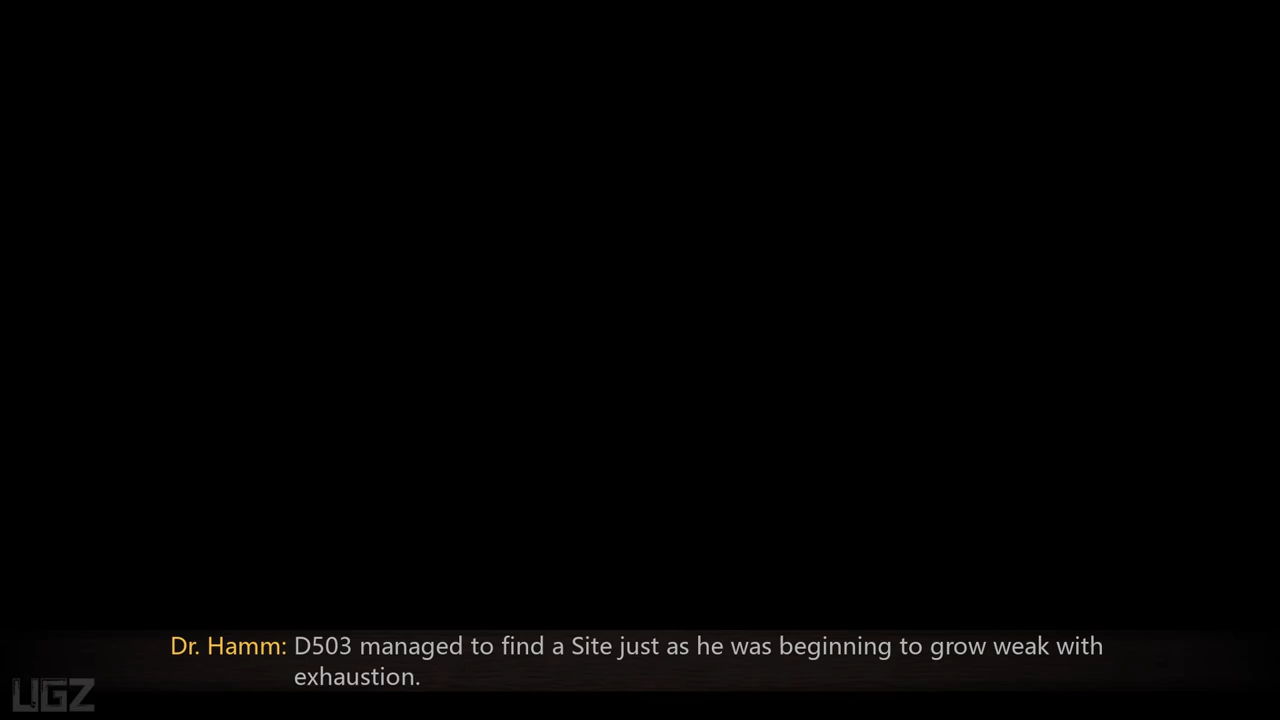 Dr. Hamm: D503 managed to find a Site just as he was beginning to grow weak with
exhaustion.
UGZ